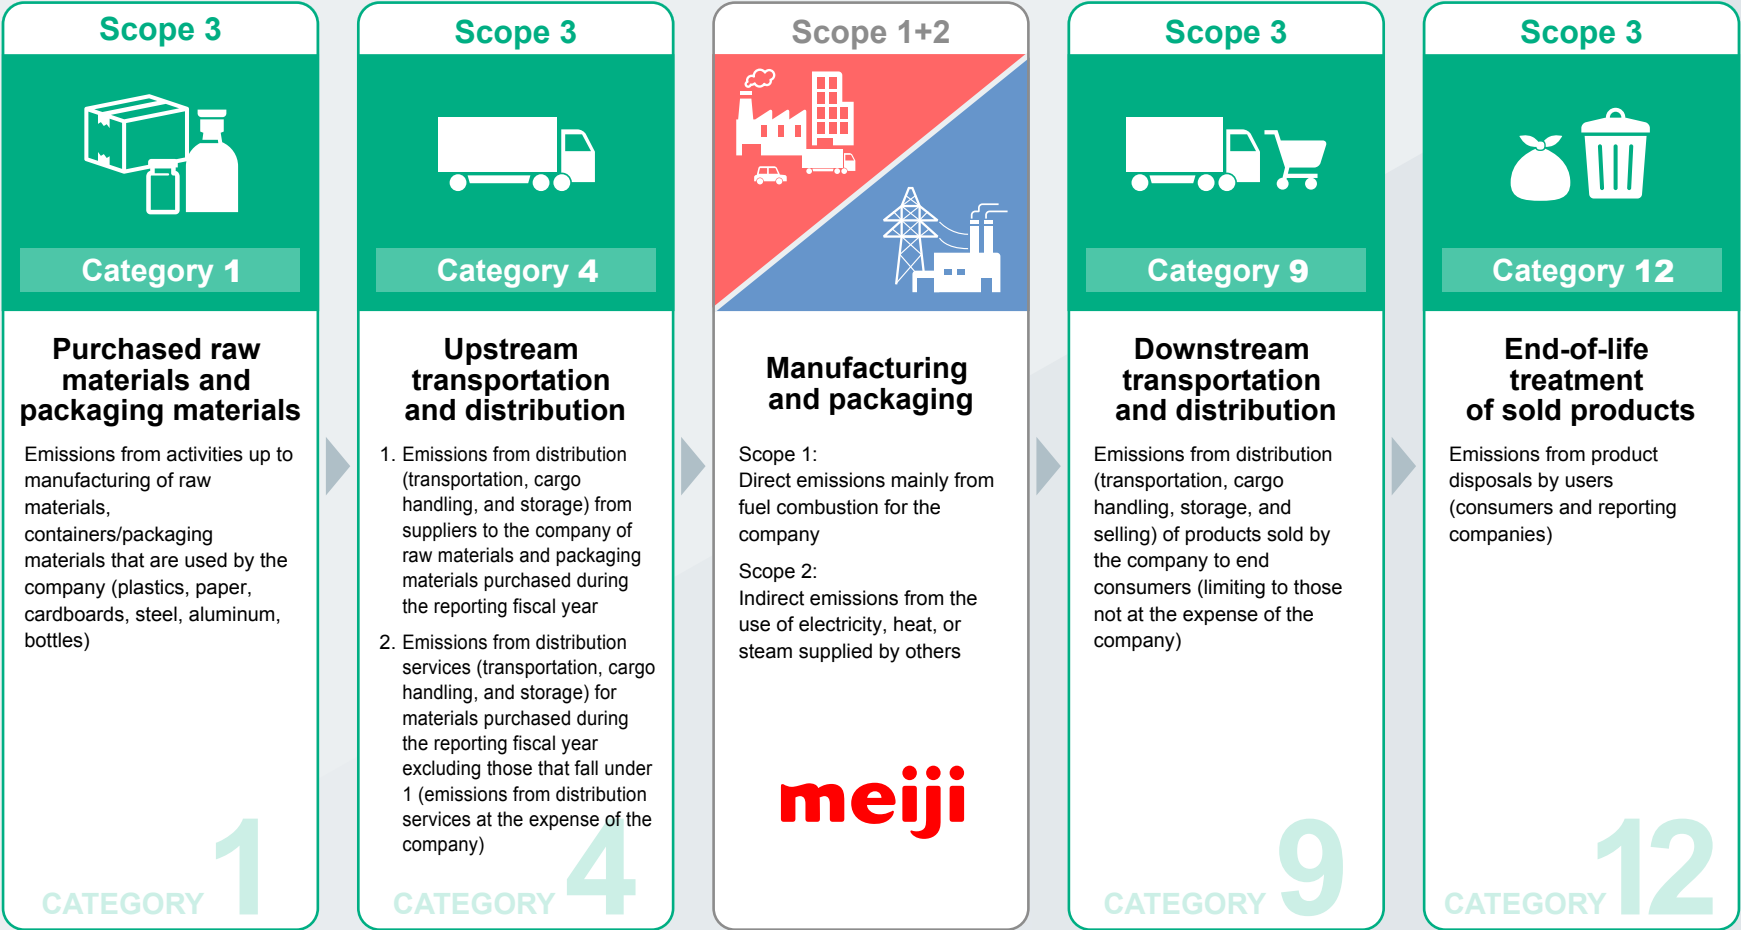 Scope 3
Category 1
Purchased raw
materials and
packaging materials
Emissions from activities up to
manufacturing of raw
materials,
containers/packaging
materials that are used by the
company (plastics, paper,
cardboards, steel, aluminum,
bottles)
CATEGORY 1
Scope 3
Category 4
Upstream
transportation
and distribution
1. Emissions from distribution
(transportation, cargo
handling, and storage) from
suppliers to the company of
raw materials and packaging
materials purchased during
the reporting fiscal year
2. Emissions from distribution
services (transportation, cargo
handling, and storage) for
materials purchased during
the reporting fiscal year
excluding those that fall under
1 (emissions from distribution
services at the expense of the
company)
CATEGORY 4
Scope 1+2
Manufacturing
and packaging
Scope 1:
Direct emissions mainly from
fuel combustion for the
company
Scope 2:
Indirect emissions from the
use of electricity, heat, or
steam supplied by others
meiji
Scope 3
Category 9
Downstream
transportation
and distribution
Emissions from distribution
(transportation, cargo
handling, storage, and
selling) of products sold by
the company to end
consumers (limiting to those
not at the expense of the
company)
CATEGORY 9
Scope 3
Category 12
End-of-life
treatment
of sold products
Emissions from product
disposals by users
(consumers and reporting
companies)
CATEGORY 12